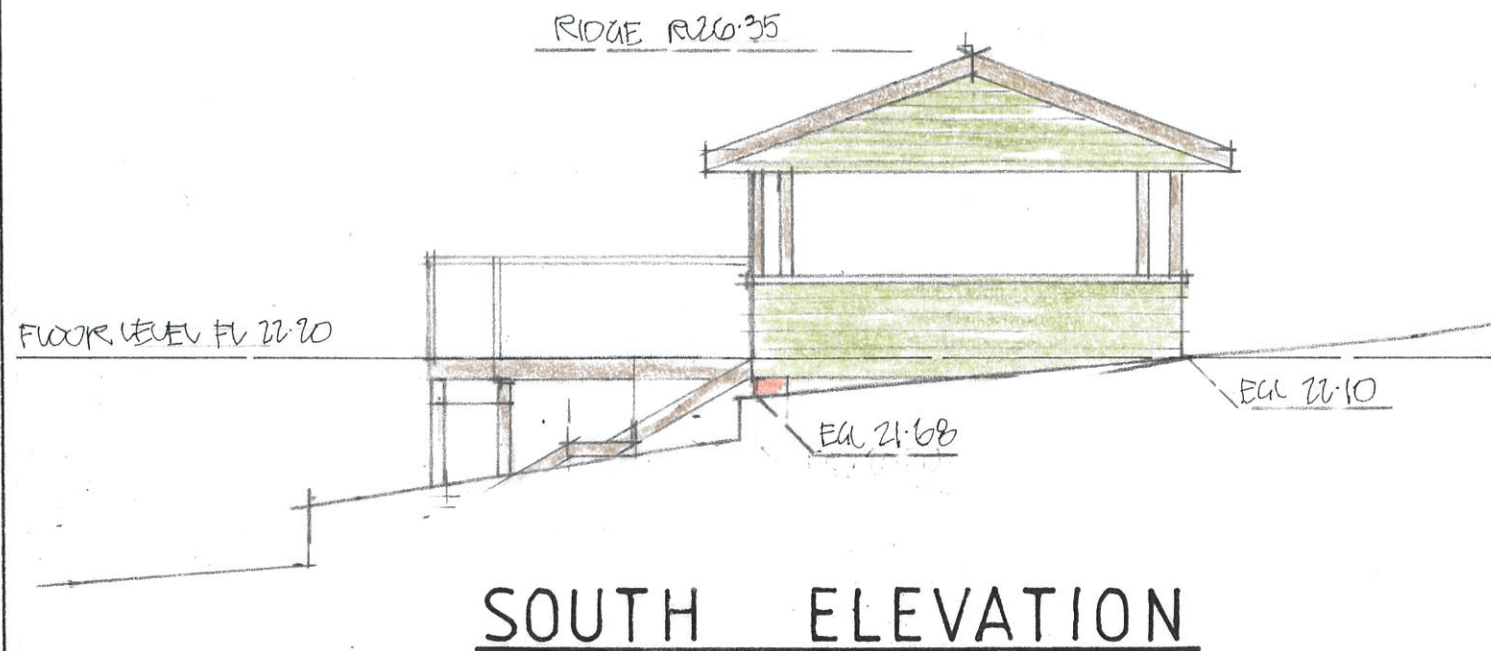 RIDGE RL26.35
FLOOR LEVEL FL 22.20
EGL 22.10
EGL 21.68
SOUTH ELEVATION